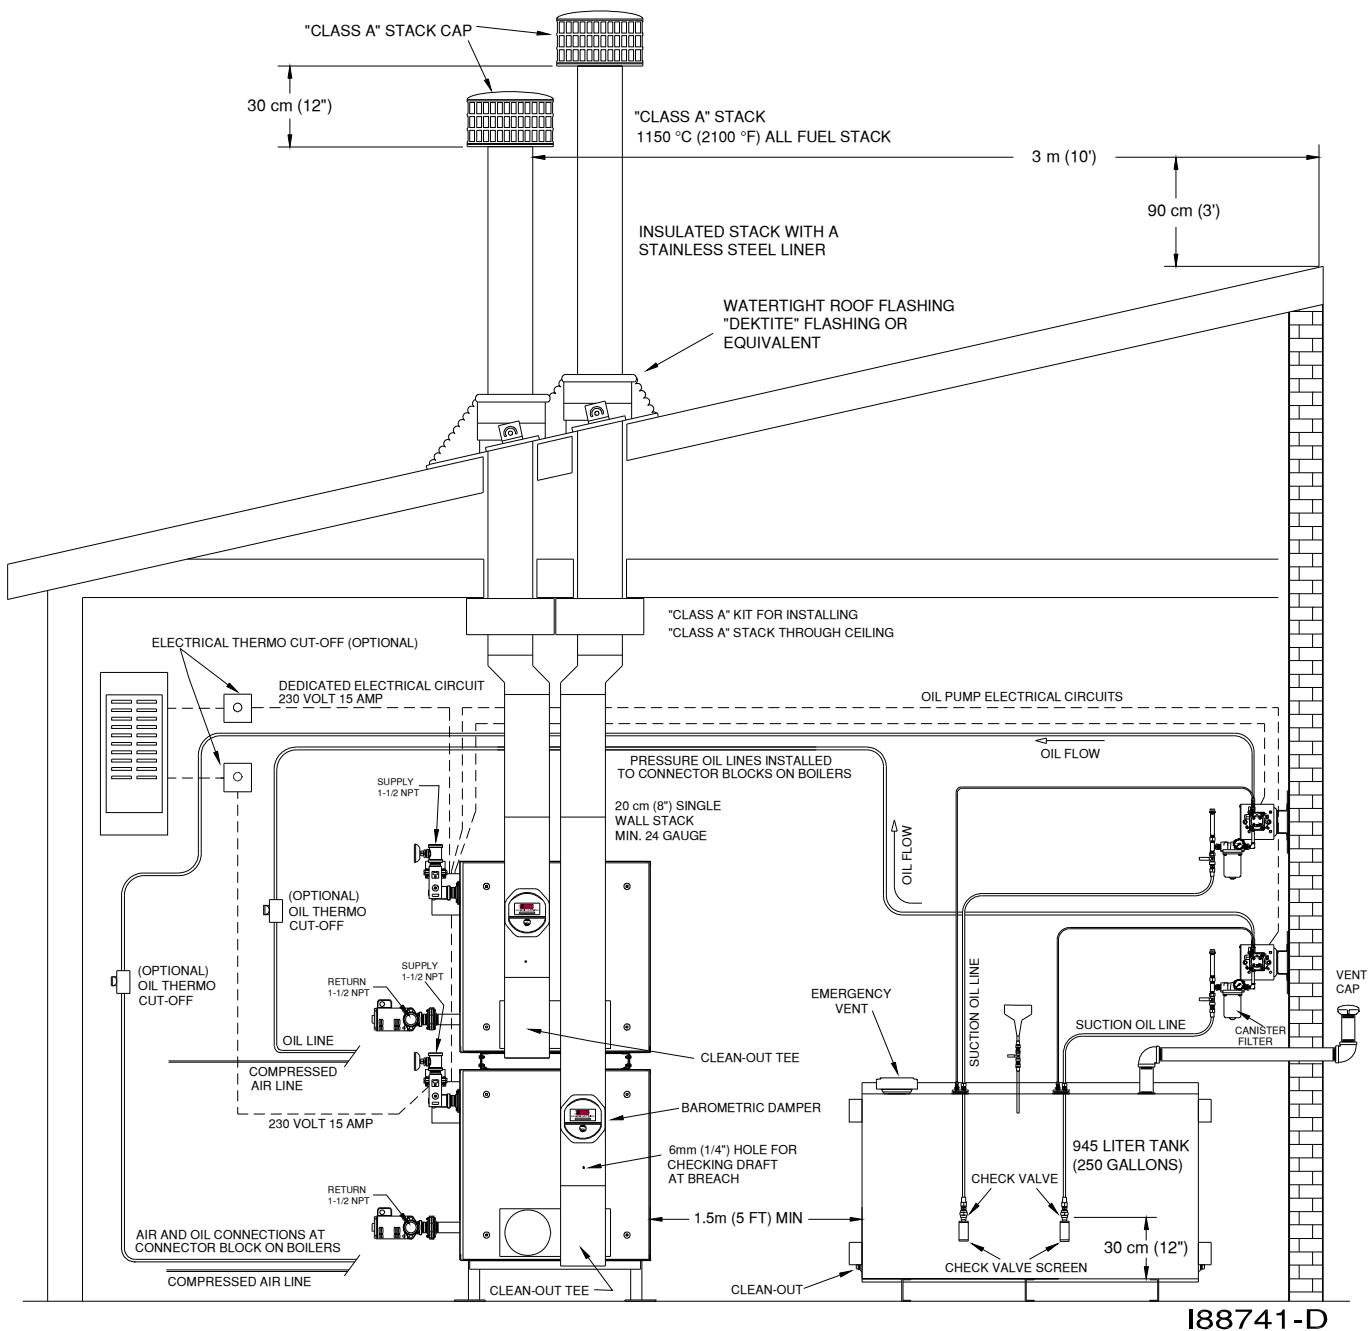 "CLASS A" STACK CAP
30 cm (12")
"CLASS A" STACK
1150 °C (2100 °F) ALL FUEL STACK
3 m (10')
90 cm (3')
INSULATED STACK WITH A
STAINLESS STEEL LINER
WATERTIGHT ROOF FLASHING
"DEKTITE" FLASHING OR
EQUIVALENT
"CLASS A" KIT FOR INSTALLING
"CLASS A" STACK THROUGH CEILING
ELECTRICAL THERMO CUT-OFF (OPTIONAL)
DEDICATED ELECTRICAL CIRCUIT
230 VOLT 15 AMP
OIL PUMP ELECTRICAL CIRCUITS
OIL FLOW
PRESSURE OIL LINES INSTALLED
TO CONNECTOR BLOCKS ON BOILERS
SUPPLY
1-1/2 NPT
20 cm (8") SINGLE
WALL STACK
MIN. 24 GAUGE
OIL FLOW
(OPTIONAL)
OIL THERMO
CUT-OFF
(OPTIONAL)
OIL THERMO
CUT-OFF
SUPPLY
1-1/2 NPT
RETURN
1-1/2 NPT
EMERGENCY
VENT
SUCTION OIL LINE
SUCTION OIL LINE
CANISTER
FILTER
VENT
CAP
OIL LINE
COMPRESSED
AIR LINE
CLEAN-OUT TEE
230 VOLT 15 AMP
BAROMETRIC DAMPER
6mm (1/4") HOLE FOR
CHECKING DRAFT
AT BREACH
945 LITER TANK
(250 GALLONS)
CHECK VALVE
RETURN
1-1/2 NPT
1.5m (5 FT) MIN
30 cm (12")
AIR AND OIL CONNECTIONS AT
CONNECTOR BLOCK ON BOILERS
CHECK VALVE SCREEN
COMPRESSED AIR LINE
CLEAN-OUT TEE
CLEAN-OUT
I88741-D